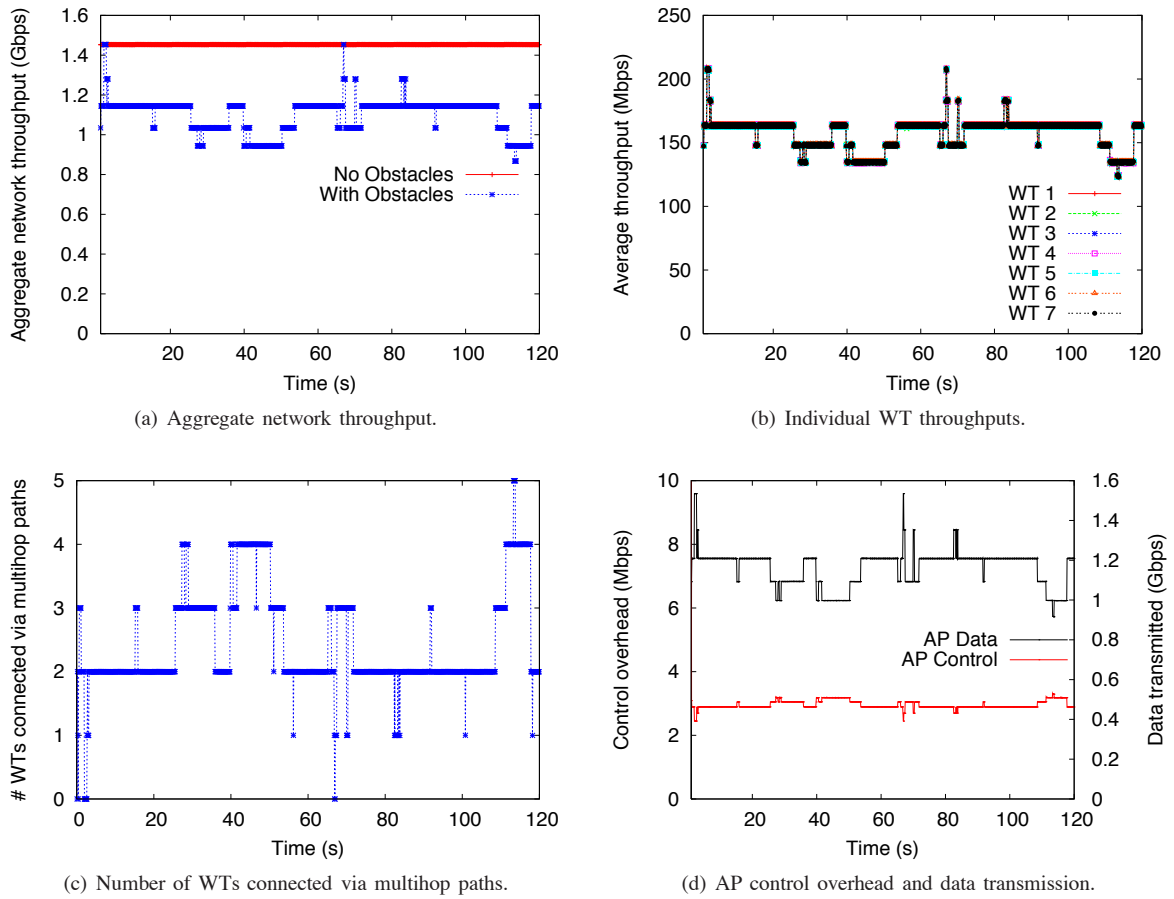 Aggregate network throughput (Gbps)
1.6
1.4
1.2
1
0.8
0.6
0.4
0.2
0
No Obstacles
With Obstacles
20 40 60 80 100 120
Time (s)
(a) Aggregate network throughput.
Average throughput (Mbps)
250
200
150
100
50
0
WT 1
WT 2
WT 3
WT 4
WT 5
WT 6
WT 7
20 40 60 80 100 120
Time (s)
(b) Individual WT throughputs.
# WTs connected via multihop paths
5
4
3
2
1
0
0 20 40 60 80 100 120
Time (s)
(c) Number of WTs connected via multihop paths.
Control overhead (Mbps)
10
8
6
4
2
0
AP Data
AP Control
1.6
1.4
1.2
1
0.8
0.6
0.4
0.2
0
Data transmitted (Gbps)
20 40 60 80 100 120
Time (s)
(d) AP control overhead and data transmission.